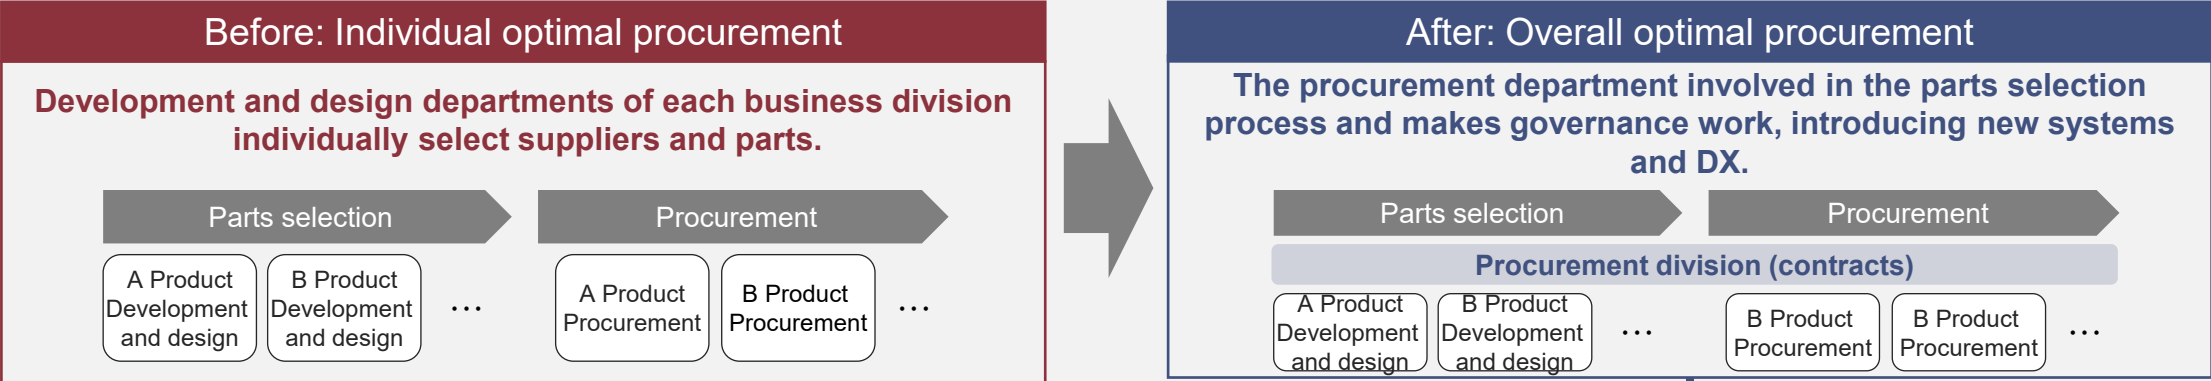 Before: Individual optimal procurement
Development and design departments of each business division
individually select suppliers and parts.
Parts selection
Procurement
A Product
Development
and design
B Product
Development
and design
...
A Product
Procurement
B Product
Procurement
...
After: Overall optimal procurement
The procurement department involved in the parts selection
process and makes governance work, introducing new systems
and DX.
Parts selection
Procurement
Procurement division (contracts)
A Product
Development
and design
B Product
Development
and design
...
B Product
Procurement
B Product
Procurement
...